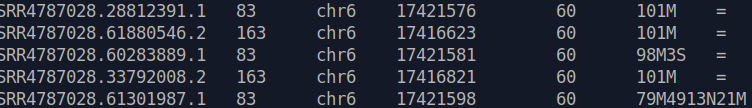 SRR4787028.28812391.1 83 chr6 17421576 60 101M =
SRR4787028.61880546.2 163 chr6 17416623 60 101M =
SRR4787028.60283889.1 83 chr6 17421581 60 98M3S =
SRR4787028.33792008.2 163 chr6 17416821 60 101M =
SRR4787028.61301987.1 83 chr6 17421598 60 79M4913N21M